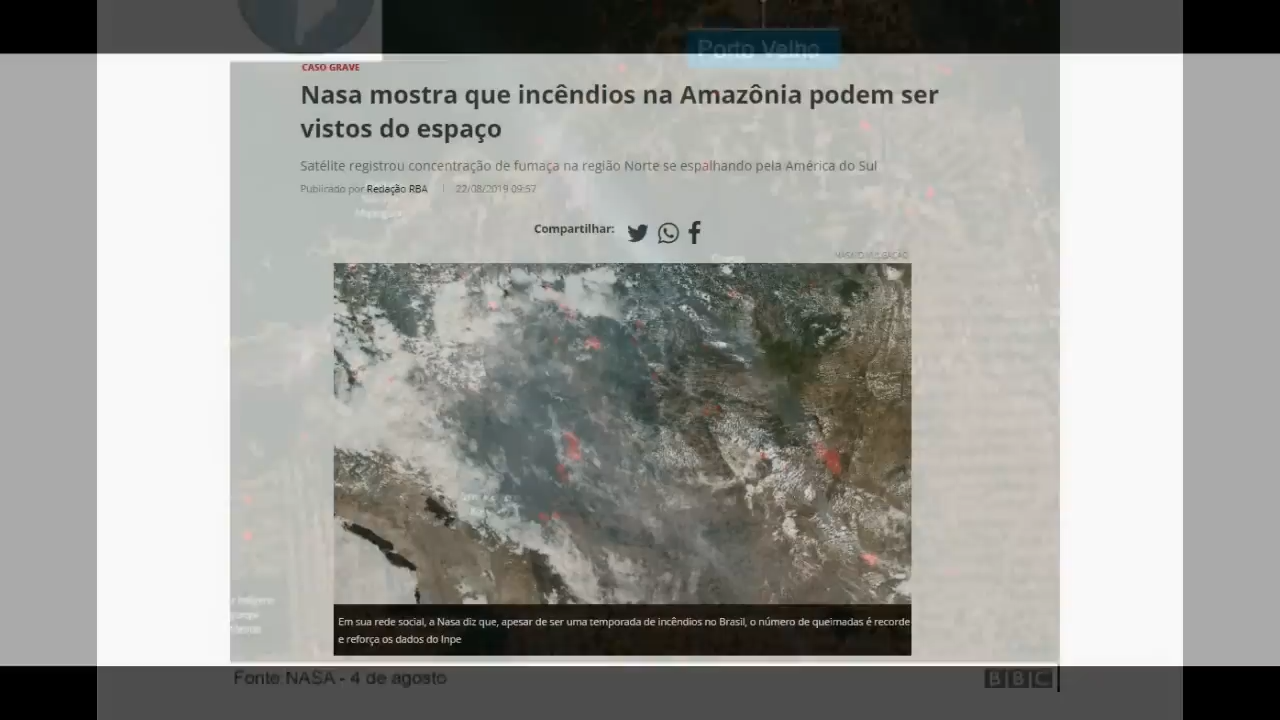 Porto Velho
CASO GRAVE
Nasa mostra que incêndios na Amazônia podem ser
vistos do espaço
Satélite registrou concentração de fumaça na região Norte se espalhando pela América do Sul
Publicado por Redação RBA | 22/08/2019 09:57
Compartilhar:
NASA/DIVULGAÇÃO
Em sua rede social, a Nasa diz que, apesar de ser uma temporada de incêndios no Brasil, o número de queimadas é recorde
e reforça os dados do Inpe
Fonte NASA - 4 de agosto
BBC